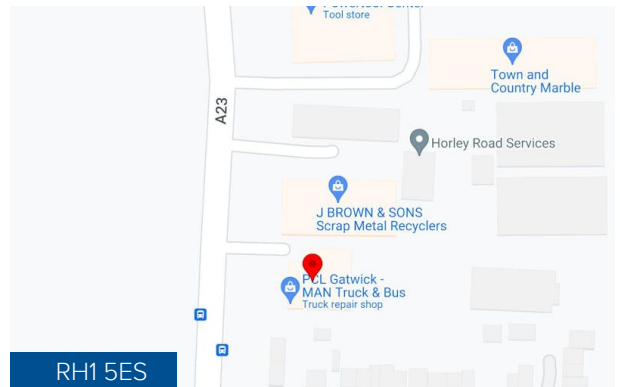 Tool store
Town and
Country Marble
A23
Horley Road Services
J BROWN & SONS
Scrap Metal Recyclers
PCL Gatwick -
MAN Truck & Bus
Truck repair shop
RH1 5ES